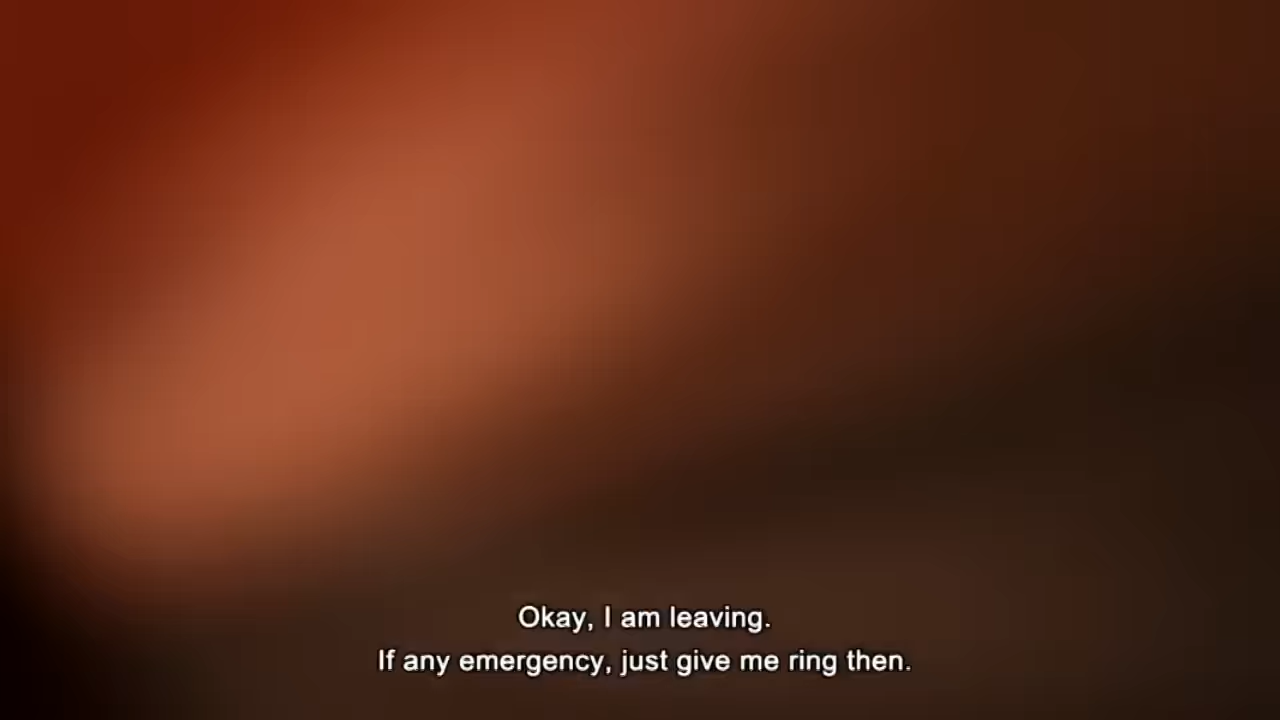 Okay, I am leaving.
If any emergency, just give me ring then.